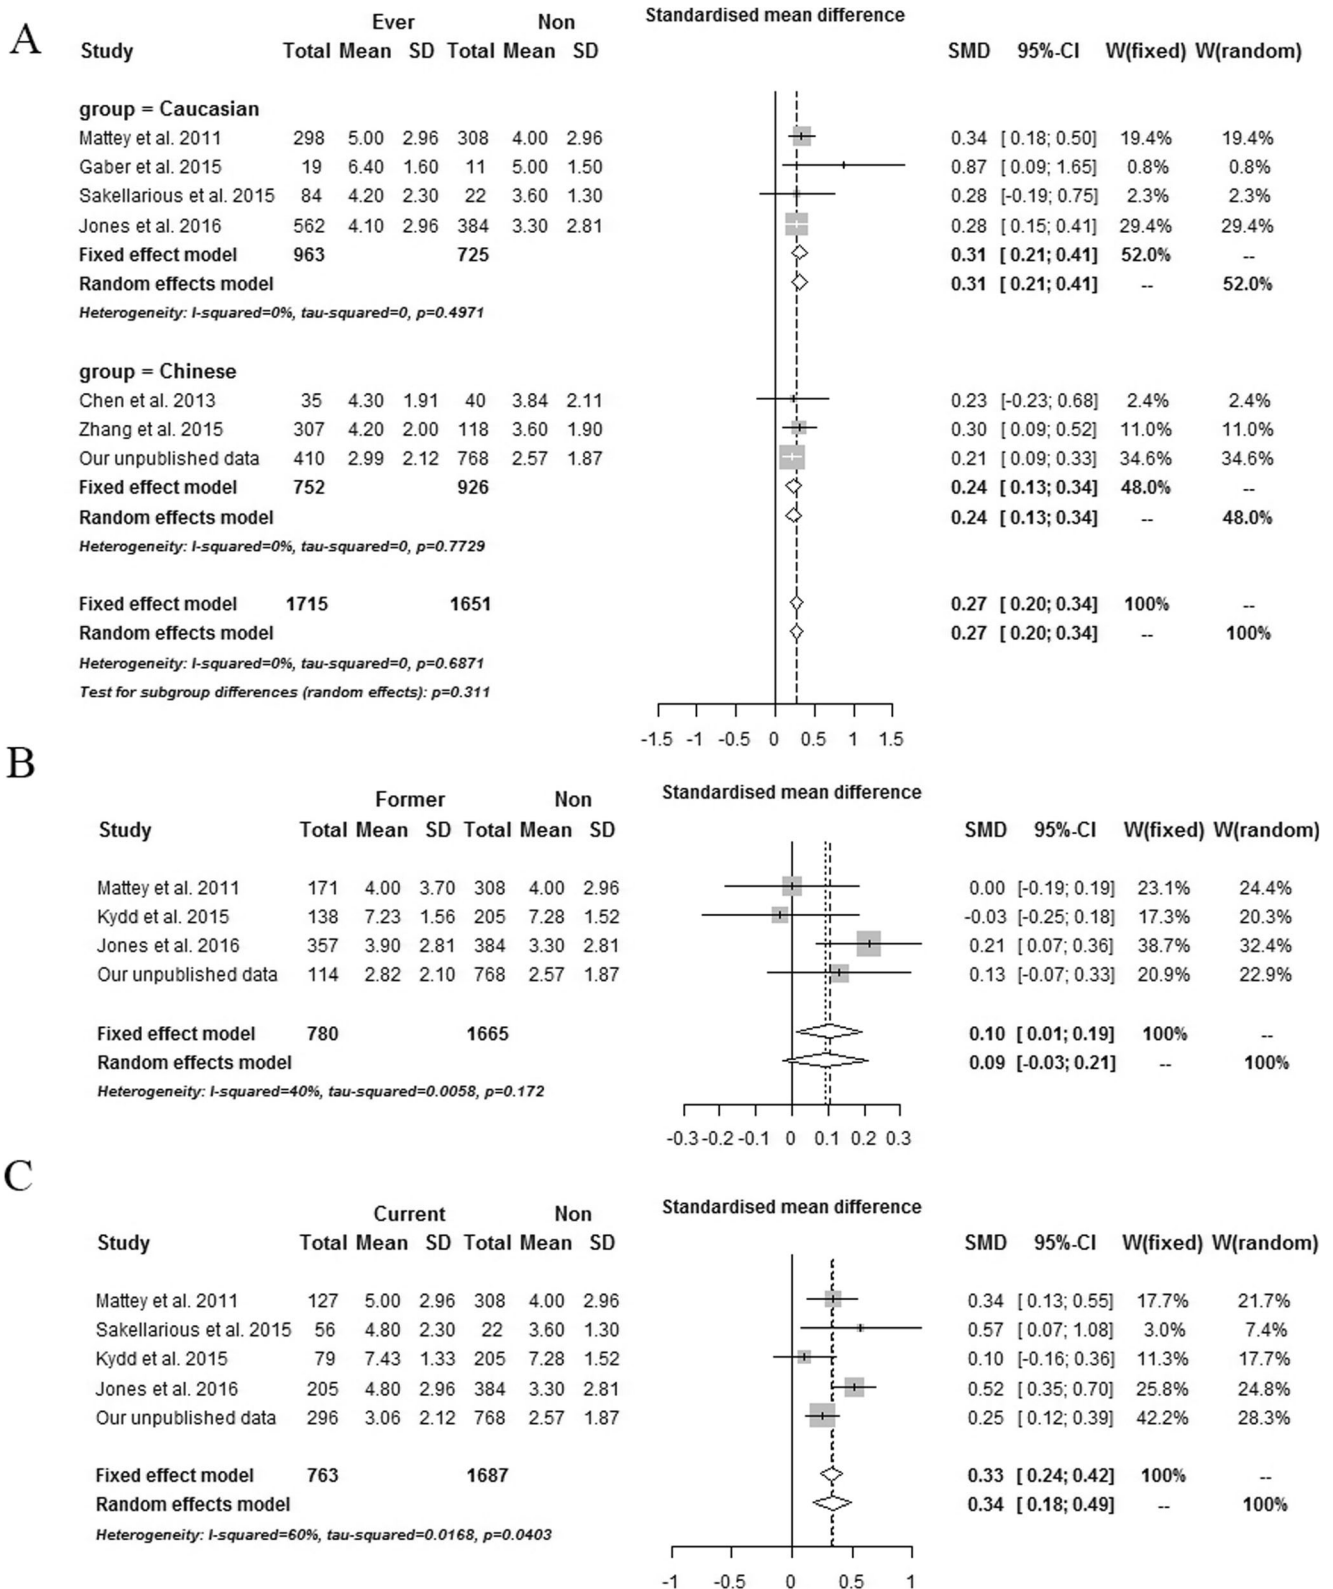 A
Ever Non Standardised mean difference
Study Total Mean SD Total Mean SD SMD 95%-CI W(fixed) W(random)
group = Caucasian
Mattey et al. 2011 298 5.00 2.96 308 4.00 2.96 0.34 [ 0.18; 0.50] 19.4% 19.4%
Gaber et al. 2015 19 6.40 1.60 11 5.00 1.50 0.87 [ 0.09; 1.65] 0.8% 0.8%
Sakellarious et al. 2015 84 4.20 2.30 22 3.60 1.30 0.28 [-0.19; 0.75] 2.3% 2.3%
Jones et al. 2016 562 4.10 2.96 384 3.30 2.81 0.28 [ 0.15; 0.41] 29.4% 29.4%
Fixed effect model 963 725 0.31 [ 0.21; 0.41] 52.0% --
Random effects model 0.31 [ 0.21; 0.41] -- 52.0%
Heterogeneity: I-squared=0%, tau-squared=0, p=0.4971
group = Chinese
Chen et al. 2013 35 4.30 1.91 40 3.84 2.11 0.23 [-0.23; 0.68] 2.4% 2.4%
Zhang et al. 2015 307 4.20 2.00 118 3.60 1.90 0.30 [ 0.09; 0.52] 11.0% 11.0%
Our unpublished data 410 2.99 2.12 768 2.57 1.87 0.21 [ 0.09; 0.33] 34.6% 34.6%
Fixed effect model 752 926 0.24 [ 0.13; 0.34] 48.0% --
Random effects model 0.24 [ 0.13; 0.34] -- 48.0%
Heterogeneity: I-squared=0%, tau-squared=0, p=0.7729
Fixed effect model 1715 1651 0.27 [ 0.20; 0.34] 100% --
Random effects model 0.27 [ 0.20; 0.34] -- 100%
Heterogeneity: I-squared=0%, tau-squared=0, p=0.6871
Test for subgroup differences (random effects): p=0.311
-1.5 -1 -0.5 0 0.5 1 1.5
B
Former Non Standardised mean difference
Study Total Mean SD Total Mean SD SMD 95%-CI W(fixed) W(random)
Mattey et al. 2011 171 4.00 3.70 308 4.00 2.96 0.00 [-0.19; 0.19] 23.1% 24.4%
Kydd et al. 2015 138 7.23 1.56 205 7.28 1.52 -0.03 [-0.25; 0.18] 17.3% 20.3%
Jones et al. 2016 357 3.90 2.81 384 3.30 2.81 0.21 [ 0.07; 0.36] 38.7% 32.4%
Our unpublished data 114 2.82 2.10 768 2.57 1.87 0.13 [-0.07; 0.33] 20.9% 22.9%
Fixed effect model 780 1665 0.10 [ 0.01; 0.19] 100% --
Random effects model 0.09 [-0.03; 0.21] -- 100%
Heterogeneity: I-squared=40%, tau-squared=0.0058, p=0.172
-0.3 -0.2 -0.1 0 0.1 0.2 0.3
C
Current Non Standardised mean difference
Study Total Mean SD Total Mean SD SMD 95%-CI W(fixed) W(random)
Mattey et al. 2011 127 5.00 2.96 308 4.00 2.96 0.34 [ 0.13; 0.55] 17.7% 21.7%
Sakellarious et al. 2015 56 4.80 2.30 22 3.60 1.30 0.57 [ 0.07; 1.08] 3.0% 7.4%
Kydd et al. 2015 79 7.43 1.33 205 7.28 1.52 0.10 [-0.16; 0.36] 11.3% 17.7%
Jones et al. 2016 205 4.80 2.96 384 3.30 2.81 0.52 [ 0.35; 0.70] 25.8% 24.8%
Our unpublished data 296 3.06 2.12 768 2.57 1.87 0.25 [ 0.12; 0.39] 42.2% 28.3%
Fixed effect model 763 1687 0.33 [ 0.24; 0.42] 100% --
Random effects model 0.34 [ 0.18; 0.49] -- 100%
Heterogeneity: I-squared=60%, tau-squared=0.0168, p=0.0403
-1 -0.5 0 0.5 1